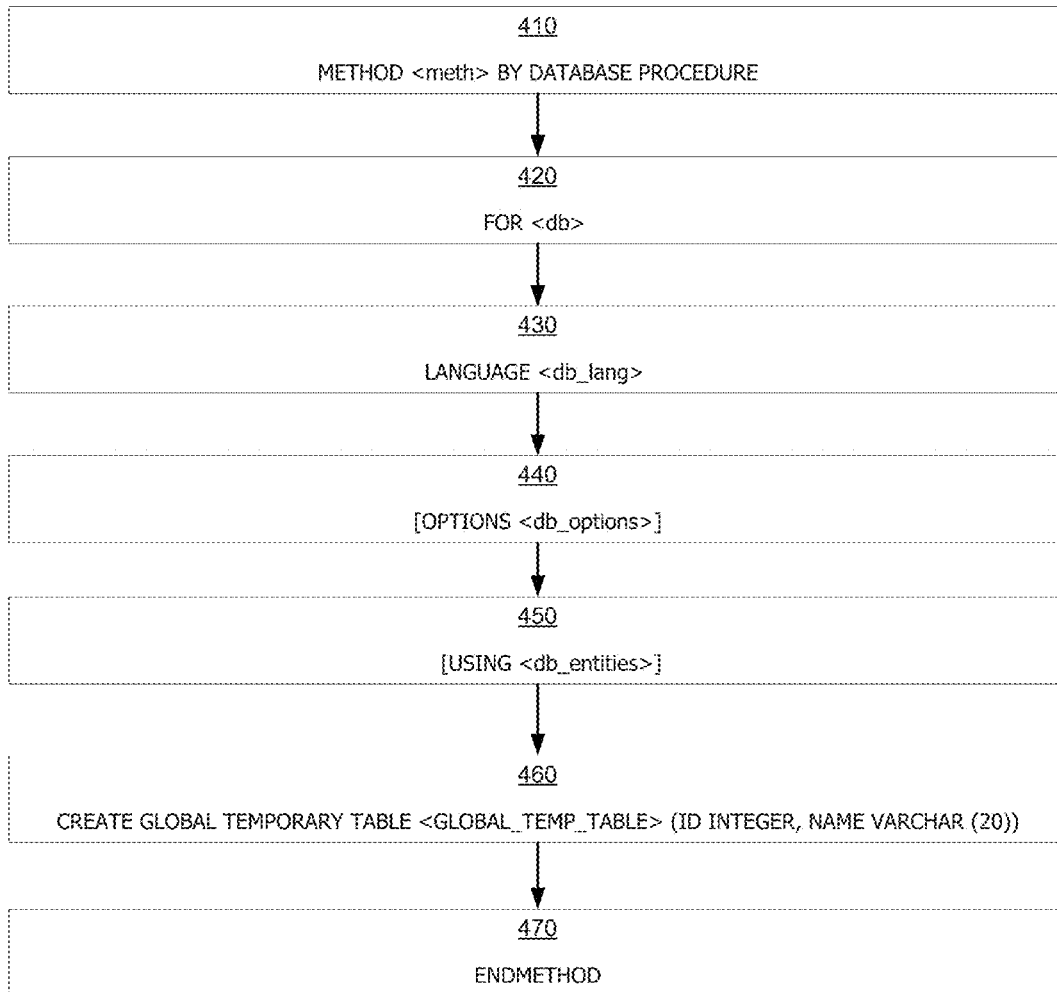 410
METHOD <meth> BY DATABASE PROCEDURE
420
FOR <db>
430
LANGUAGE <db_lang>
440
[OPTIONS <db_options>]
450
[USING <db_entities>]
460
CREATE GLOBAL TEMPORARY TABLE <GLOBAL_TEMP_TABLE> (ID INTEGER, NAME VARCHAR (20))
470
ENDMETHOD